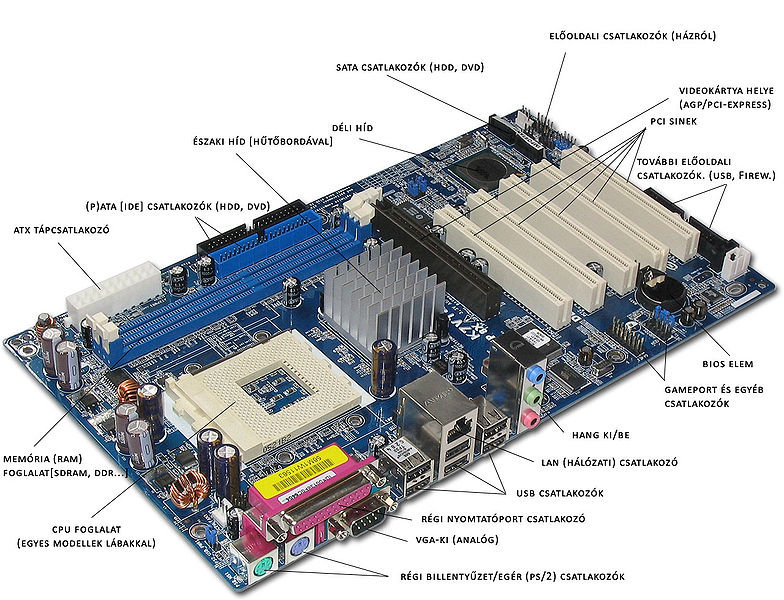 ELŐOLDALI CSATLAKOZÓK (HÁZRÓL)
SATA CSATLAKOZÓK (HDD, DVD)
VIDEOKÁRTYA HELYE
(AGP/PCI-EXPRESS)
PCI SINEK
DÉLI HÍD
ÉSZAKI HÍD [HŰTŐBORDÁVAL]
TOVÁBBI ELŐOLDALI
CSATLAKOZÓK. (USB, FIREW.)
(P)ATA [IDE] CSATLAKOZÓK (HDD, DVD)
ATX TÁPCSATLAKOZÓ
BIOS ELEM
GAMEPORT ÉS EGYÉB
CSATLAKOZÓK
HANG KI/BE
MEMÓRIA (RAM)
FOGLALAT[SDRAM, DDR...]
LAN (HÁLÓZATI) CSATLAKOZÓ
USB CSATLAKOZÓK
CPU FOGLALAT
(EGYES MODELLEK LÁBAKKAL)
RÉGI NYOMTATÓPORT CSATLAKOZÓ
VGA-KI (ANALÓG)
RÉGI BILLENTYŰZET/EGÉR (PS/2) CSATLAKOZÓK